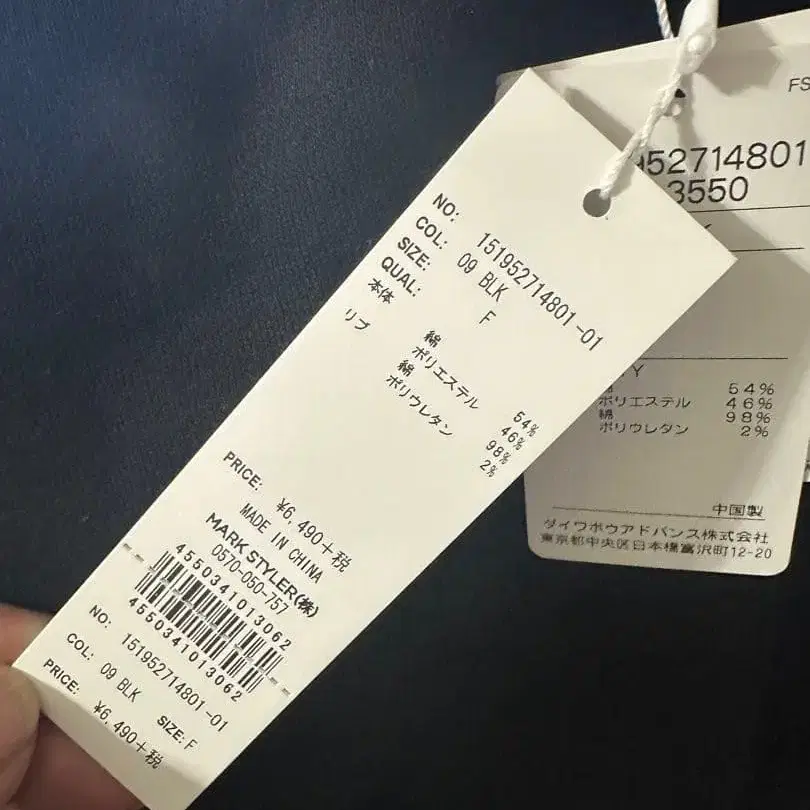 NO: 151952714801-01
COL: 09 BLK
SIZE: F
QUAL:
本体 綿 54%
ポリエステル 46%
リブ 綿 98%
ポリウレタン 2%
PRICE: ¥6,490+税
MADE IN CHINA
MARK STYLER(株)
0570-050-757
4550341013062
4550341013062
NO: 151952714801-01
COL: 09 BLK SIZE: F
PRICE: ¥6,490+税
FS
952714801
3550
54%
ポリエステル 46%
綿 98%
ポリウレタン 2%
中国製
ダイワボウアドバンス株式会社
東京都中央区日本橋富沢町12-20